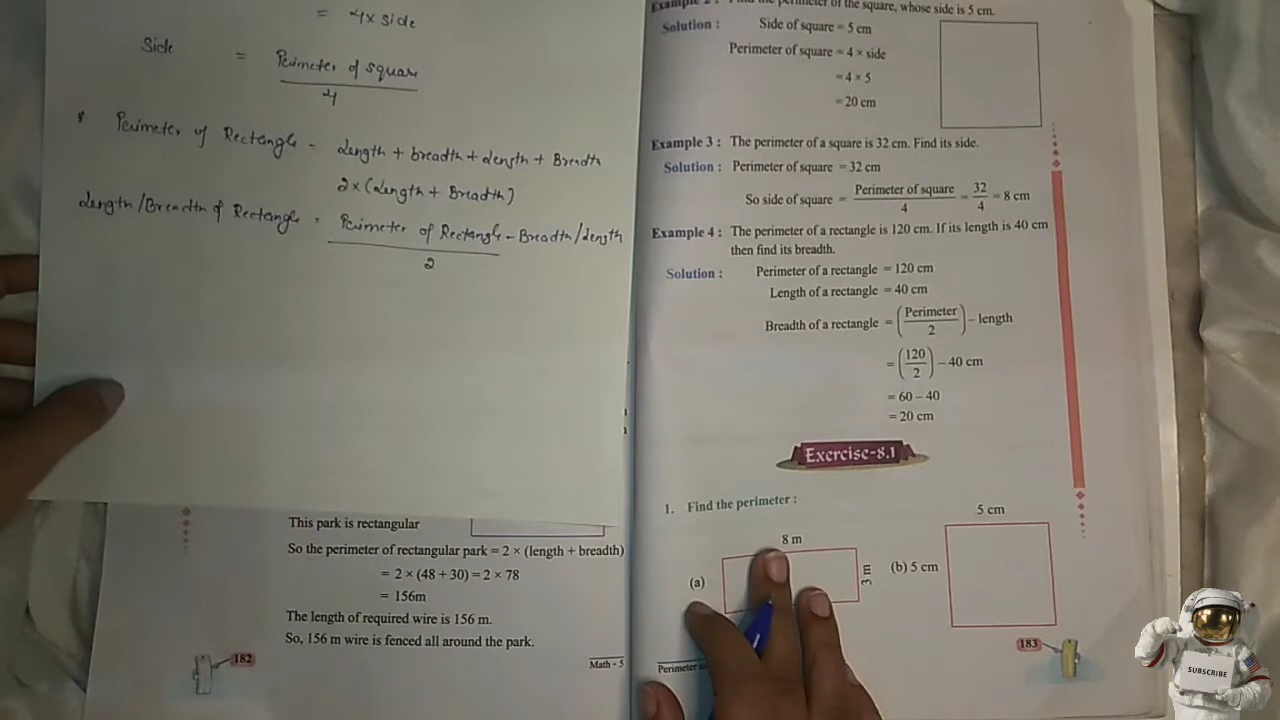 = 4 x side
Side = Perimeter of square
4
Perimeter of Rectangle = Length + breadth + Length + Breadth
2 x (Length + Breadth)
Length/Breadth of Rectangle = Perimeter of Rectangle - Breadth/Length
2
This park is rectangular
So the perimeter of rectangular park = 2 × (length + breadth)
= 2 × (48 + 30) = 2 × 78
= 156m
The length of required wire is 156 m.
So, 156 m wire is fenced all around the park.
182
Math - 5
perimeter of the square, whose side is 5 cm.
Solution : Side of square = 5 cm
Perimeter of square = 4 × side
= 4 × 5
= 20 cm
Example 3 : The perimeter of a square is 32 cm. Find its side.
Solution : Perimeter of square = 32 cm
So side of square = Perimeter of square / 4 = 32 / 4 = 8 cm
Example 4 : The perimeter of a rectangle is 120 cm. If its length is 40 cm
then find its breadth.
Solution : Perimeter of a rectangle = 120 cm
Length of a rectangle = 40 cm
Breadth of a rectangle = (Perimeter / 2) – length
= (120 / 2) – 40 cm
= 60 – 40
= 20 cm
Exercise-8.1
1. Find the perimeter :
8 m
(a)
3 m
5 cm
(b) 5 cm
Perimeter
183
SUBSCRIBE